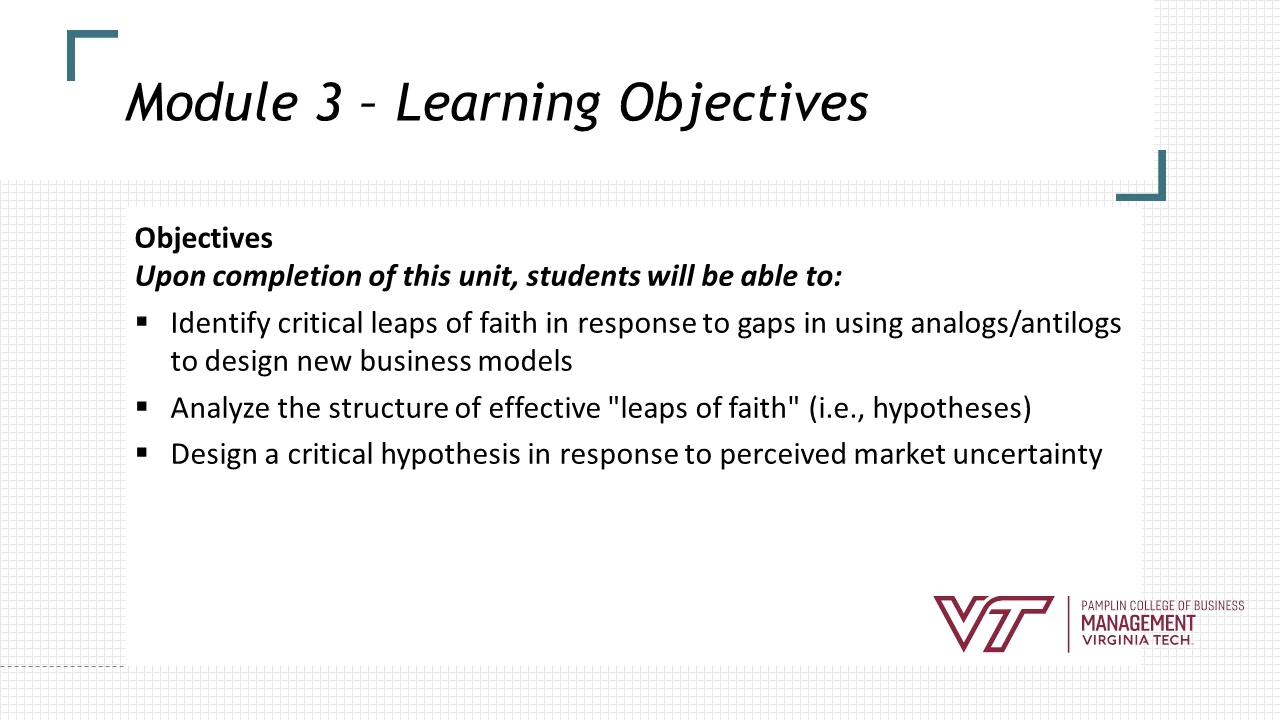 Module 3 – Learning Objectives
Objectives
Upon completion of this unit, students will be able to:
▪ Identify critical leaps of faith in response to gaps in using analogs/antilogs
to design new business models
▪ Analyze the structure of effective "leaps of faith" (i.e., hypotheses)
▪ Design a critical hypothesis in response to perceived market uncertainty
VT
PAMPLIN COLLEGE OF BUSINESS
MANAGEMENT
VIRGINIA TECH.